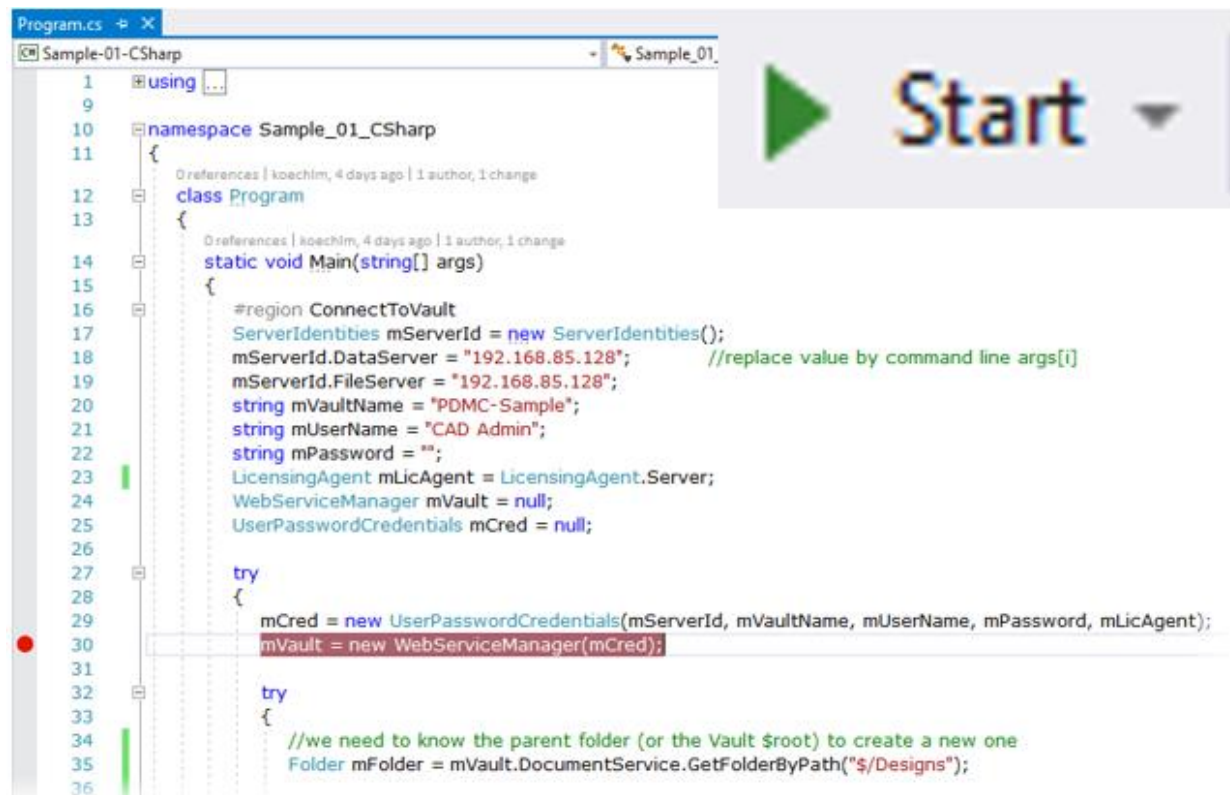 Program.cs
C# Sample-01-CSharp
Sample_01_
Start
1 using ...
9
10 namespace Sample_01_CSharp
11 {
0 references | koechlm, 4 days ago | 1 author, 1 change
12 class Program
13 {
0 references | koechlm, 4 days ago | 1 author, 1 change
14 static void Main(string[] args)
15 {
16 #region ConnectToVault
17 ServerIdentities mServerId = new ServerIdentities();
18 mServerId.DataServer = "192.168.85.128"; //replace value by command line args[i]
19 mServerId.FileServer = "192.168.85.128";
20 string mVaultName = "PDMC-Sample";
21 string mUserName = "CAD Admin";
22 string mPassword = "";
23 LicensingAgent mLicAgent = LicensingAgent.Server;
24 WebServiceManager mVault = null;
25 UserPasswordCredentials mCred = null;
26
27 try
28 {
29 mCred = new UserPasswordCredentials(mServerId, mVaultName, mUserName, mPassword, mLicAgent);
30 mVault = new WebServiceManager(mCred);
31
32 try
33 {
34 //we need to know the parent folder (or the Vault $root) to create a new one
35 Folder mFolder = mVault.DocumentService.GetFolderByPath("$/Designs");
36